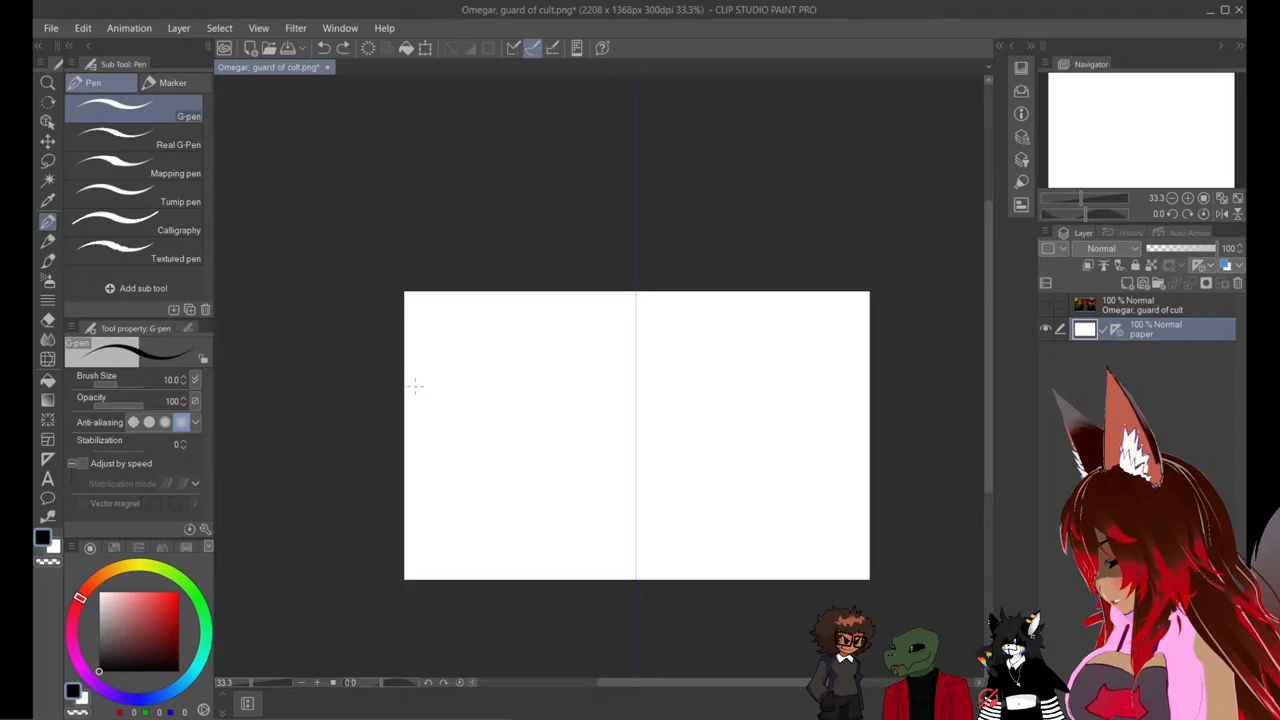 Omegar, guard of cult.png* (2208 x 1368px 300dpi 33.3%) - CLIP STUDIO PAINT PRO
File Edit Animation Layer Select View Filter Window Help
Sub Tool: Pen
Omegar, guard of cult.png*
Navigator
Pen Marker
G-pen
Real G-Pen
Mapping pen
Turnip pen
Calligraphy
Textured pen
Add sub tool
Tool property: G-pen
G-pen
Brush Size 10.0
Opacity 100
Anti-aliasing
Stabilization 0
Adjust by speed
Stabilization mode
Vector magnet
33.3
0.0
Layer History Auto Action
Normal 100
100 % Normal
Omegar, guard of cult
100 % Normal
paper
33.3 0.0
0 0 0